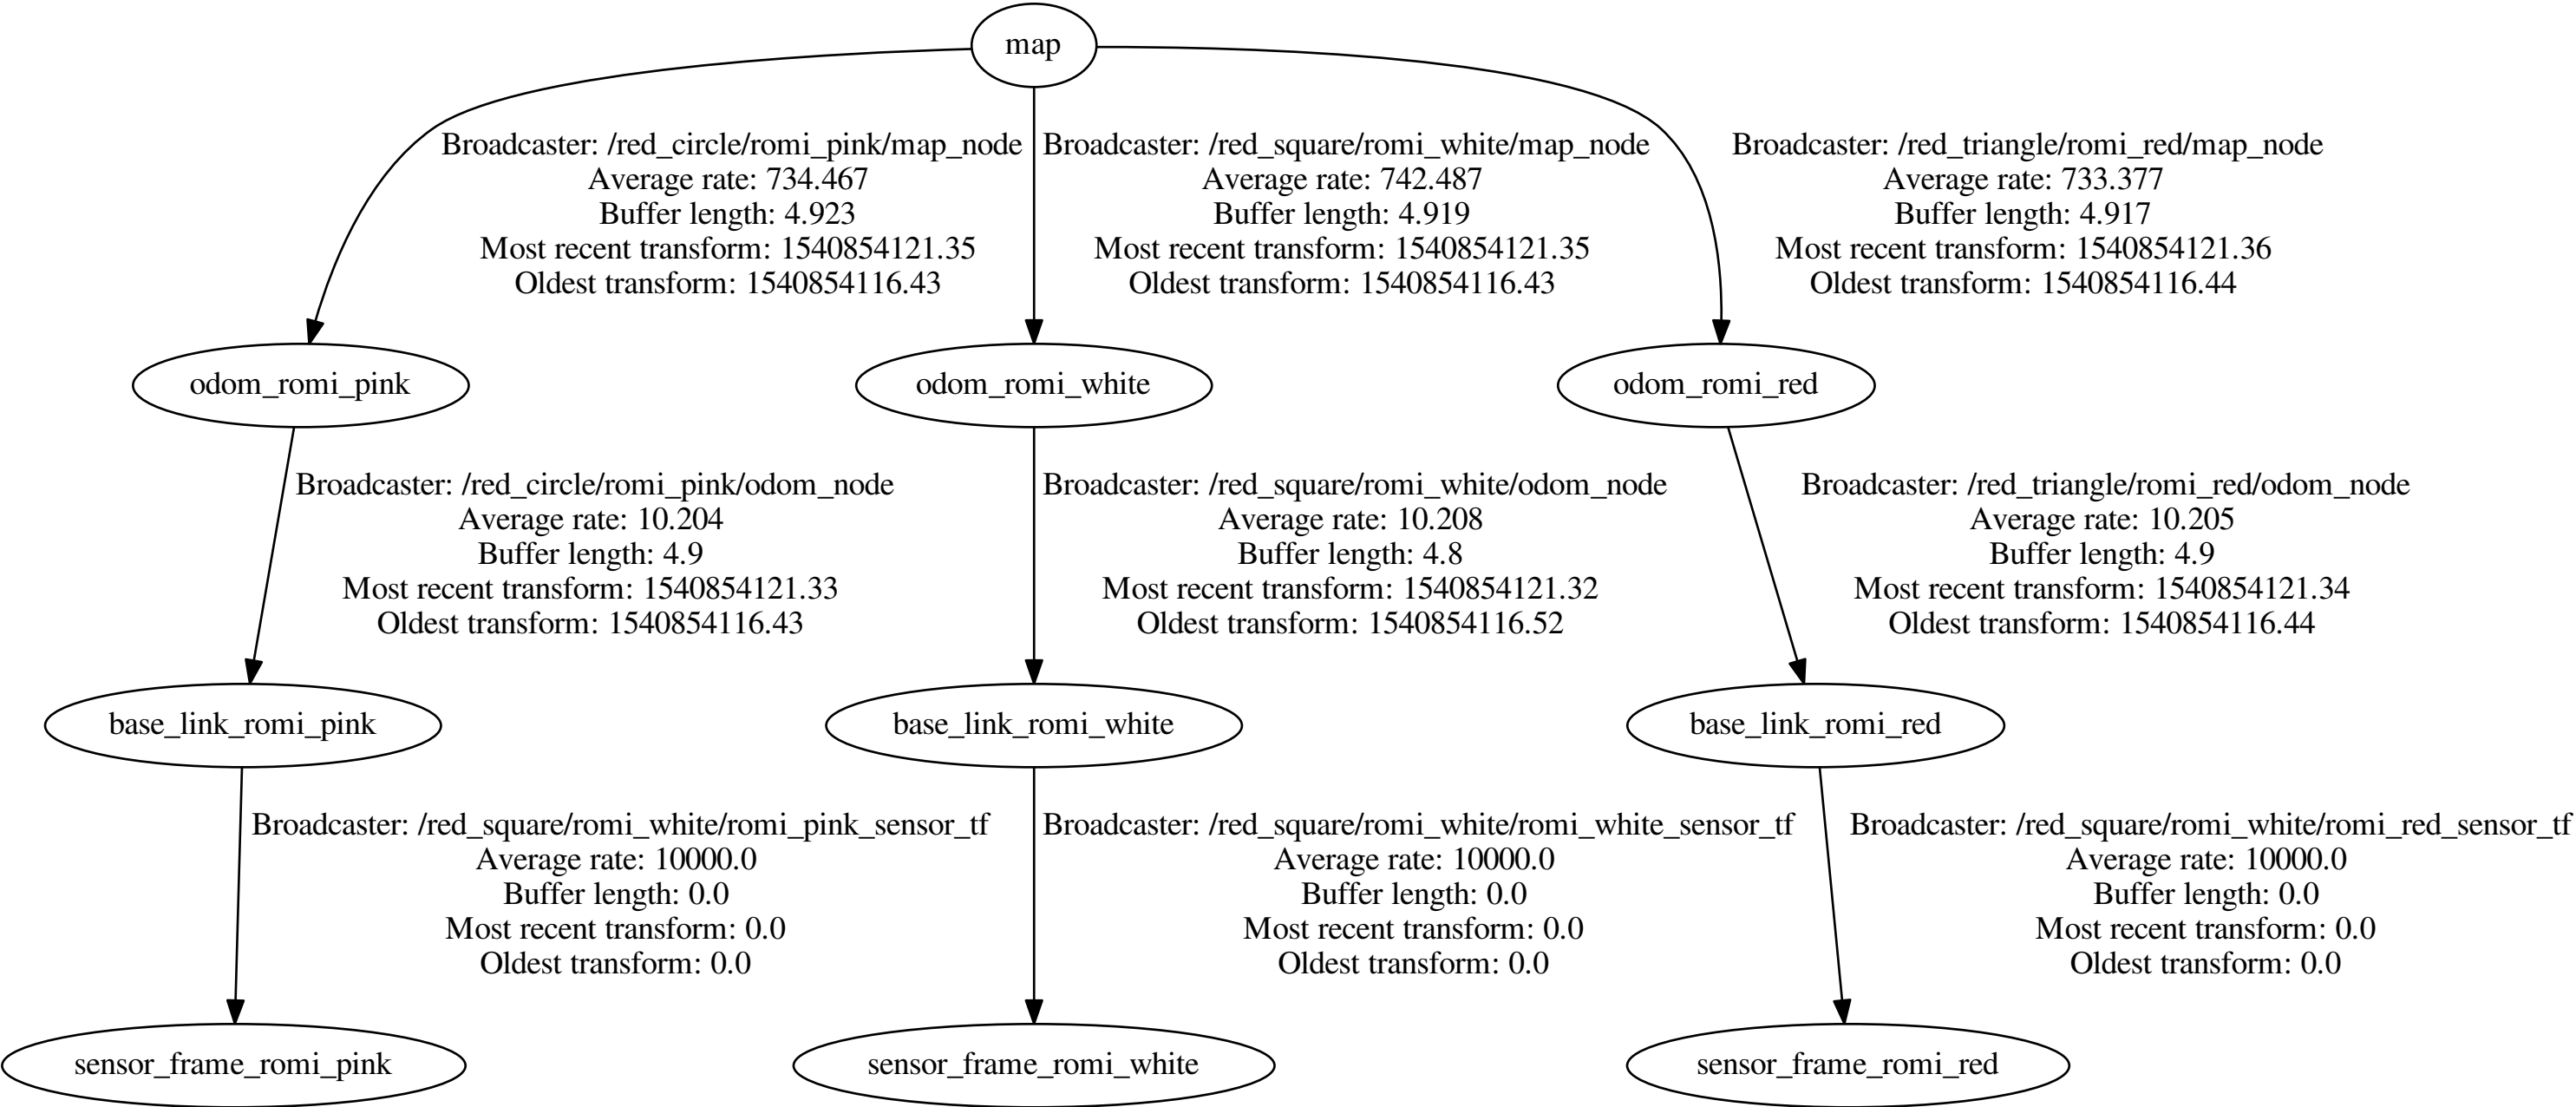 map
Broadcaster: /red_circle/romi_pink/map_node
Average rate: 734.467
Buffer length: 4.923
Most recent transform: 1540854121.35
Oldest transform: 1540854116.43
Broadcaster: /red_square/romi_white/map_node
Average rate: 742.487
Buffer length: 4.919
Most recent transform: 1540854121.35
Oldest transform: 1540854116.43
Broadcaster: /red_triangle/romi_red/map_node
Average rate: 733.377
Buffer length: 4.917
Most recent transform: 1540854121.36
Oldest transform: 1540854116.44
odom_romi_pink
odom_romi_white
odom_romi_red
Broadcaster: /red_circle/romi_pink/odom_node
Average rate: 10.204
Buffer length: 4.9
Most recent transform: 1540854121.33
Oldest transform: 1540854116.43
Broadcaster: /red_square/romi_white/odom_node
Average rate: 10.208
Buffer length: 4.8
Most recent transform: 1540854121.32
Oldest transform: 1540854116.52
Broadcaster: /red_triangle/romi_red/odom_node
Average rate: 10.205
Buffer length: 4.9
Most recent transform: 1540854121.34
Oldest transform: 1540854116.44
base_link_romi_pink
base_link_romi_white
base_link_romi_red
Broadcaster: /red_square/romi_white/romi_pink_sensor_tf
Average rate: 10000.0
Buffer length: 0.0
Most recent transform: 0.0
Oldest transform: 0.0
Broadcaster: /red_square/romi_white/romi_white_sensor_tf
Average rate: 10000.0
Buffer length: 0.0
Most recent transform: 0.0
Oldest transform: 0.0
Broadcaster: /red_square/romi_white/romi_red_sensor_tf
Average rate: 10000.0
Buffer length: 0.0
Most recent transform: 0.0
Oldest transform: 0.0
sensor_frame_romi_pink
sensor_frame_romi_white
sensor_frame_romi_red